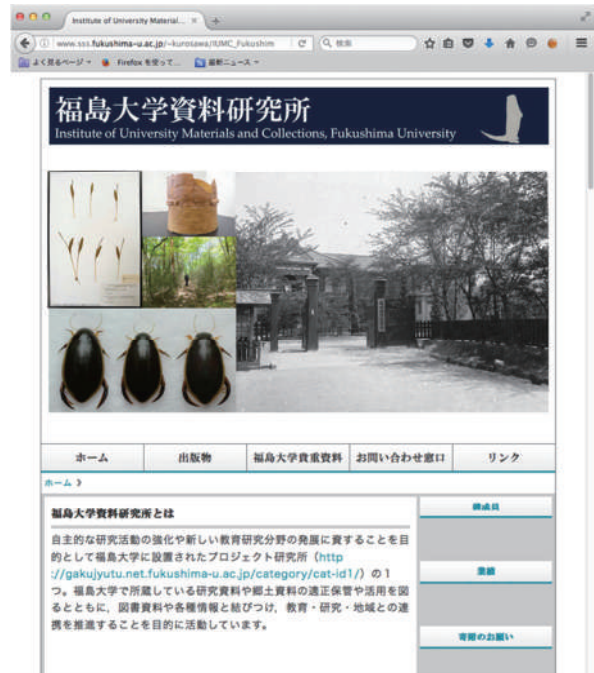 Institute of University Material...
www.sss.fukushima-u.ac.jp/~kurosawa/IUMC_Fukushim
検索
よく見るページ
Firefox を使って...
最新ニュース
福島大学資料研究所
Institute of University Materials and Collections, Fukushima University
ホーム
出版物
福島大学貴重資料
お問い合わせ窓口
リンク
ホーム 》
福島大学資料研究所とは
自主的な研究活動の強化や新しい教育研究分野の発展に資することを目
的として福島大学に設置されたプロジェクト研究所（http
://gakujyutu.net.fukushima-u.ac.jp/category/cat-id1/）の1
つ。福島大学で所蔵している研究資料や郷土資料の適正保管や活用を図
るとともに，図書資料や各種情報と結びつけ，教育・研究・地域との連
携を推進することを目的に活動しています。
構成員
業績
寄附のお願い